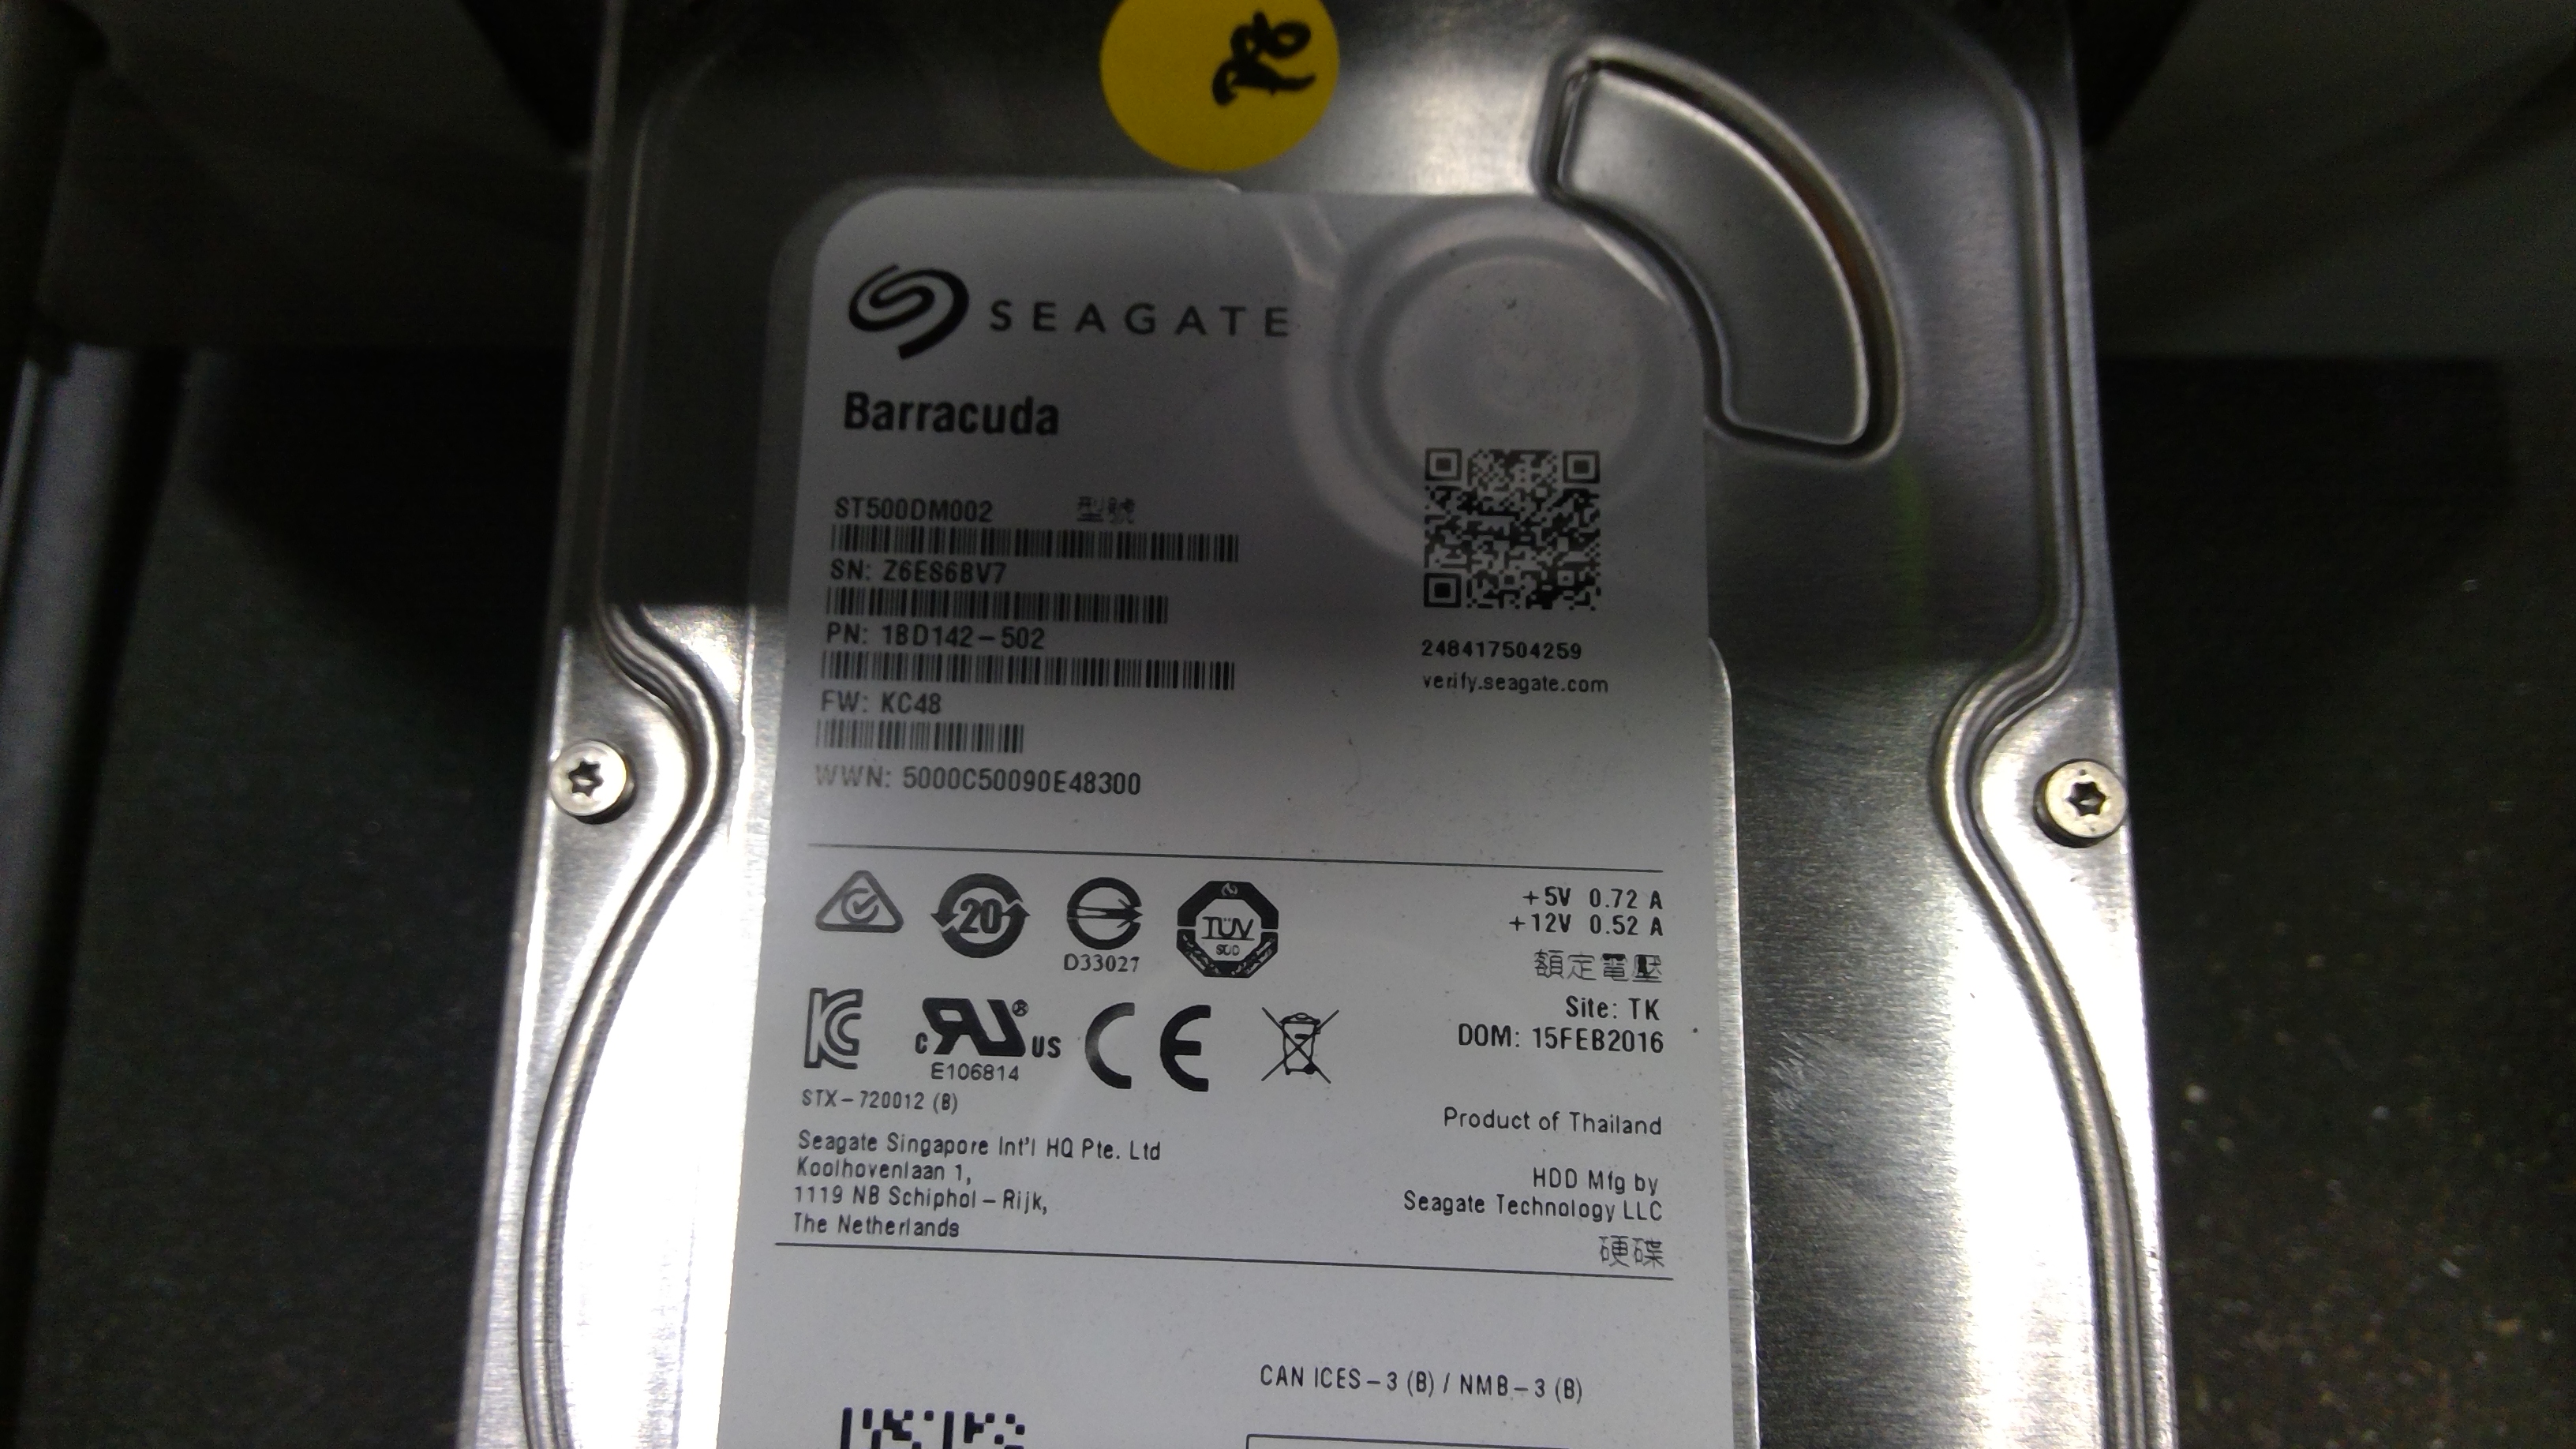 SEAGATE
Barracuda
ST500DM002 型號
SN: Z6ES6BV7
PN: 1BD142-502
FW: KC48
WWN: 5000C50090E48300
248417504259
verify.seagate.com
20
D33027
TÜV
SÜD
+5V 0.72 A
+12V 0.52 A
額定電壓
Site: TK
DOM: 15FEB2016
c RU ® US
E106814
CE
STX-720012 (B)
Seagate Singapore Int'l HQ Pte. Ltd
Koolhovenlaan 1,
1119 NB Schiphol-Rijk,
The Netherlands
Product of Thailand
HDD Mfg by
Seagate Technology LLC
硬碟
CAN ICES-3 (B) / NMB-3 (B)